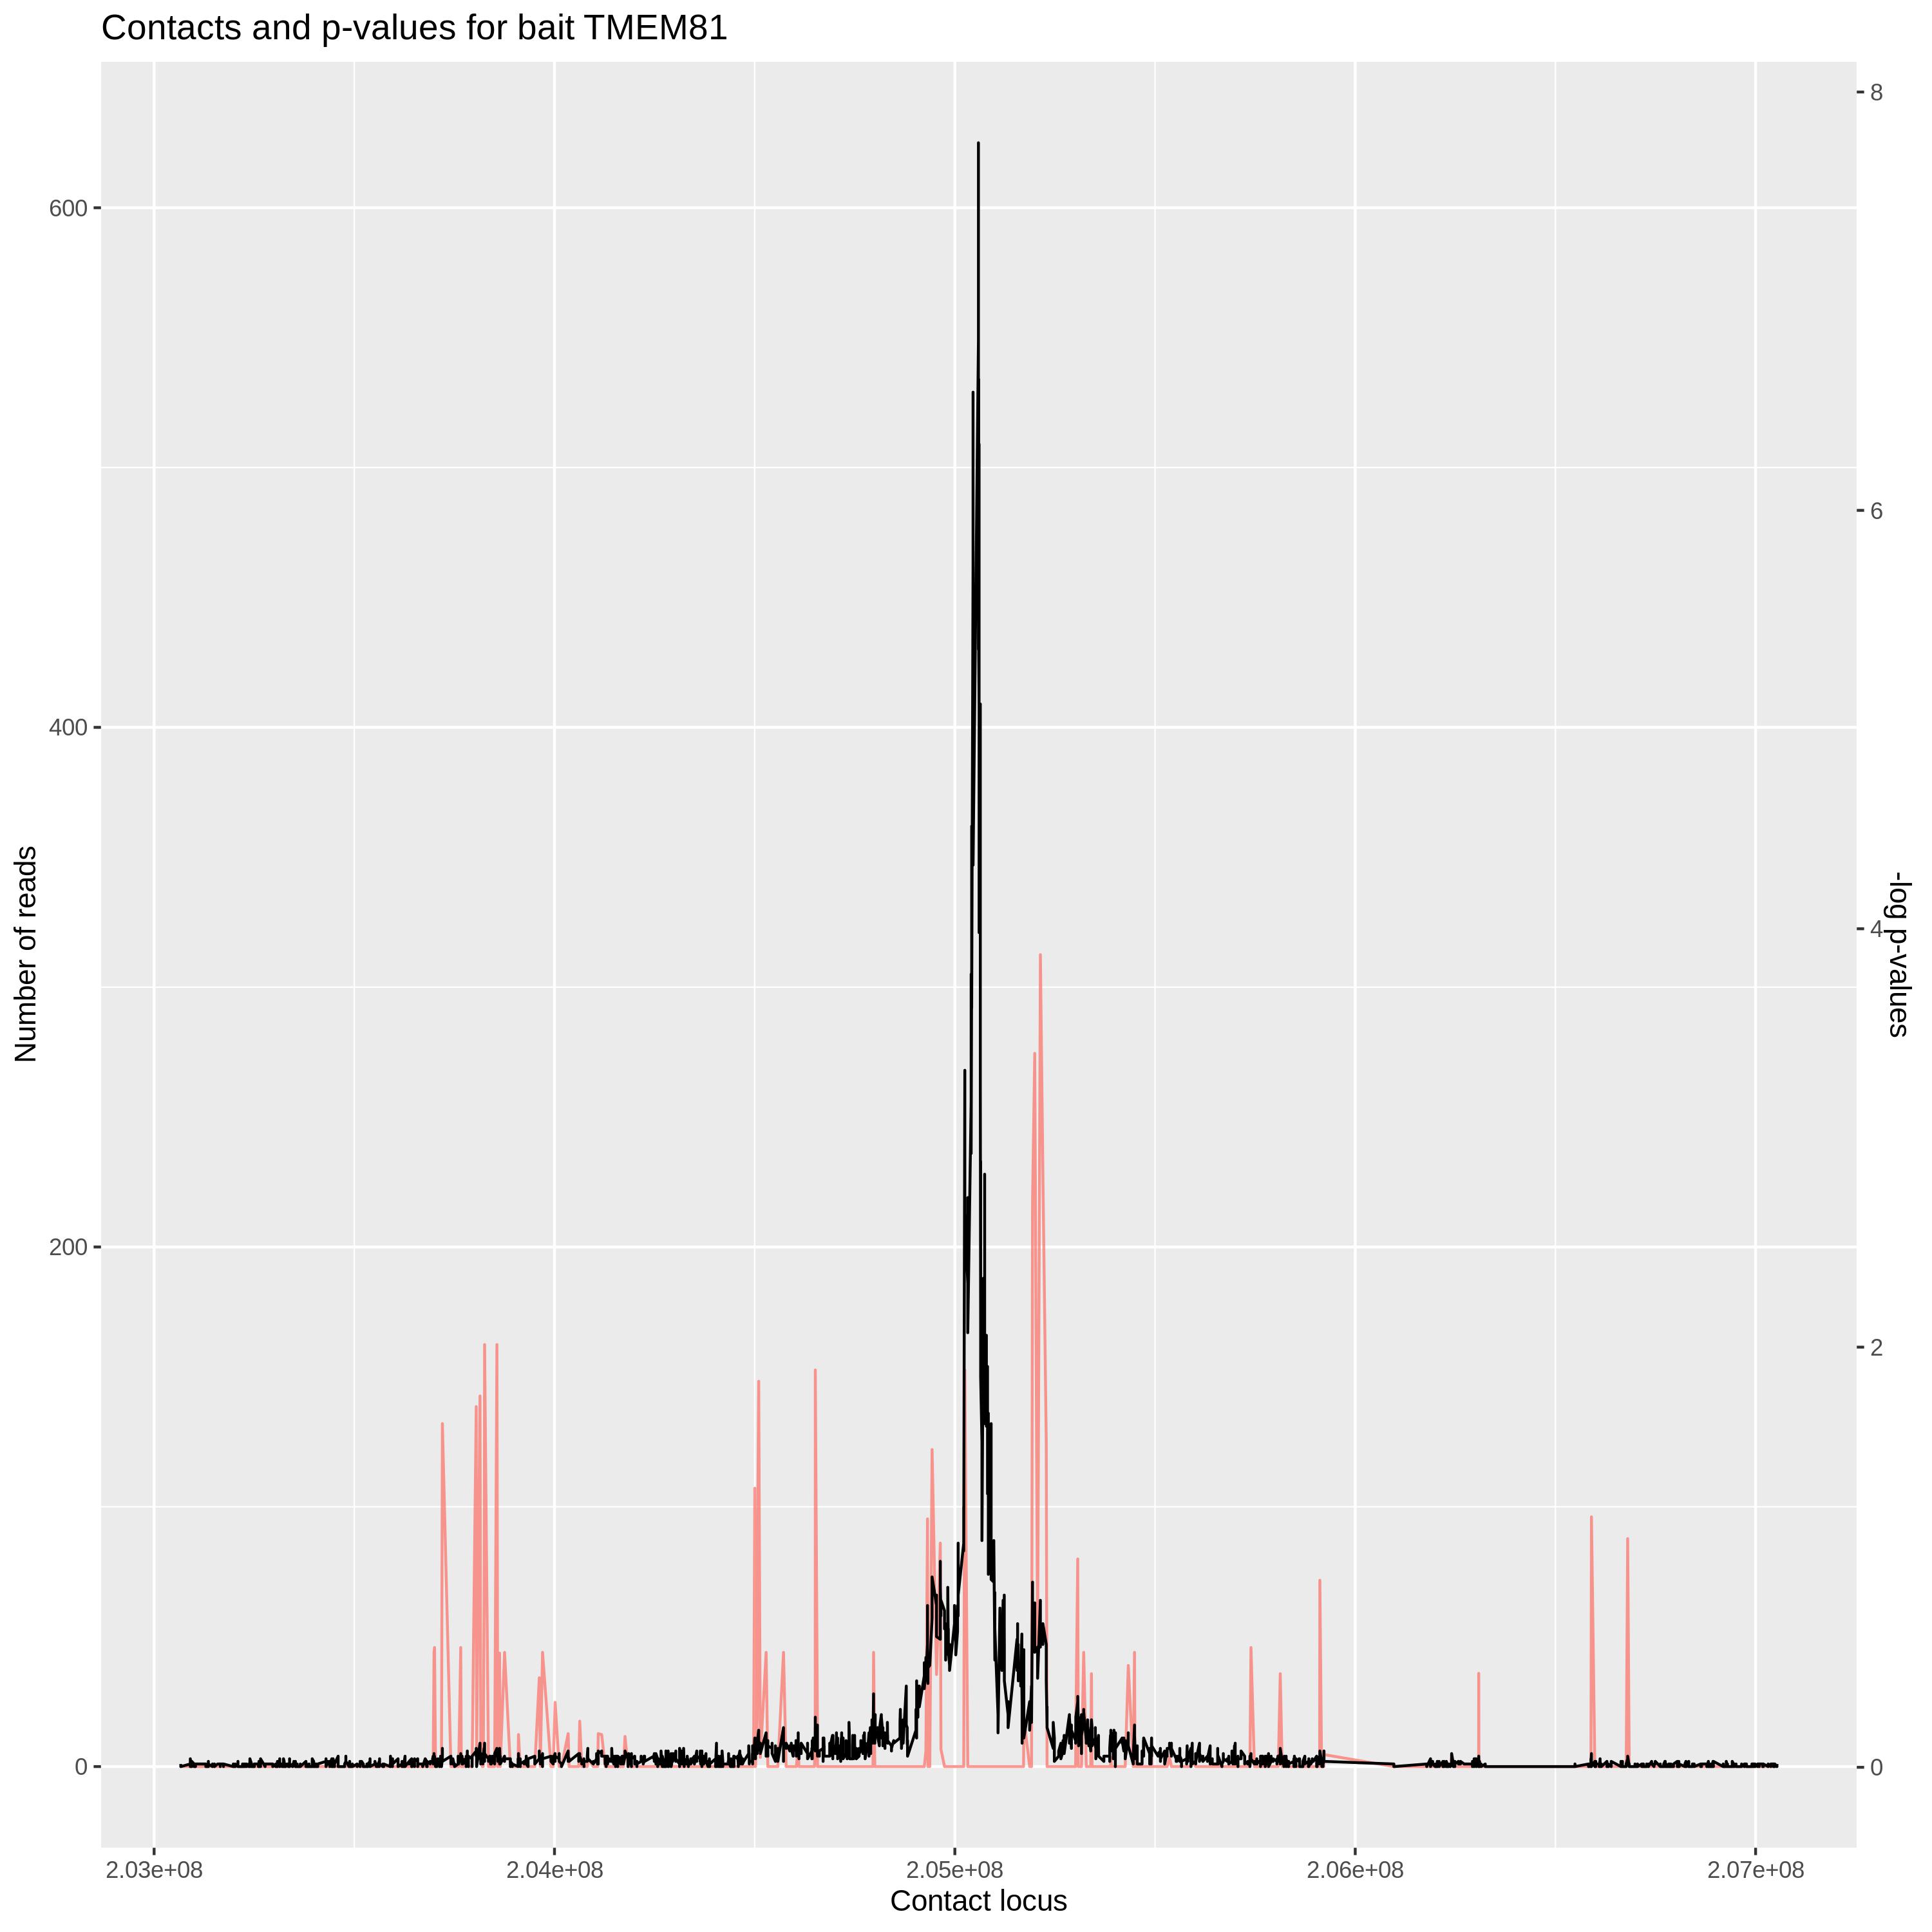 Contacts and p-values for bait TMEM81
8
600
6
400
4
Number of reads
-log p-values
200
2
0
0
2.03e+08
2.04e+08
2.05e+08
2.06e+08
2.07e+08
Contact locus